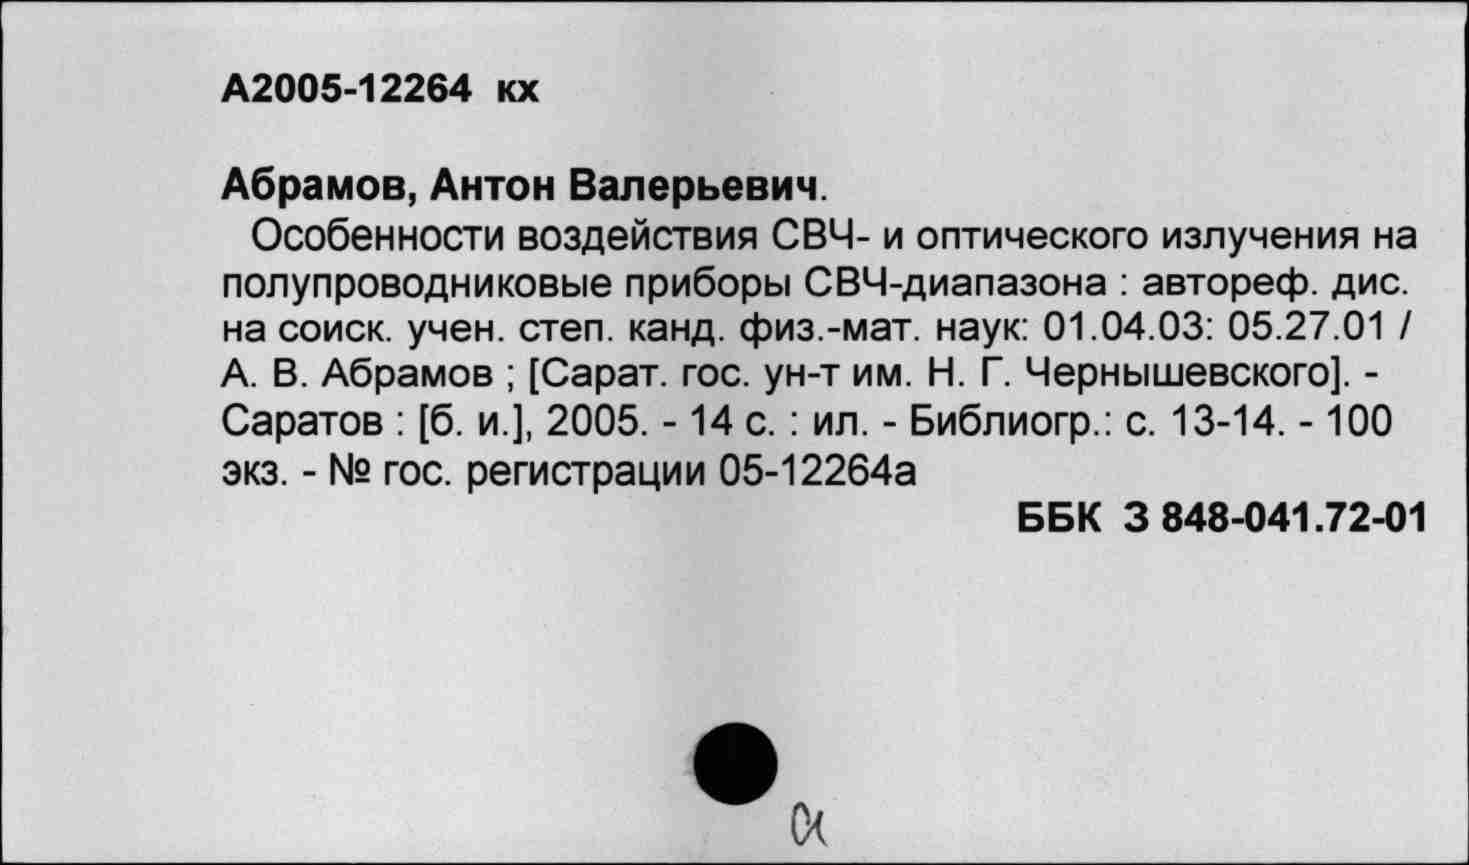 А2005-12264 кх
Абрамов, Антон Валерьевич.
Особенности воздействия СВЧ- и оптического излучения на
полупроводниковые приборы СВЧ-диапазона : автореф. дис.
на соиск. учен. степ. канд. физ.-мат. наук: 01.04.03: 05.27.01 /
А. В. Абрамов ; [Сарат. гос. ун-т им. Н. Г. Чернышевского]. -
Саратов : [б. и.], 2005. - 14 с. : ил. - Библиогр.: с. 13-14. - 100
экз. - № гос. регистрации 05-12264а
ББК З 848-041.72-01